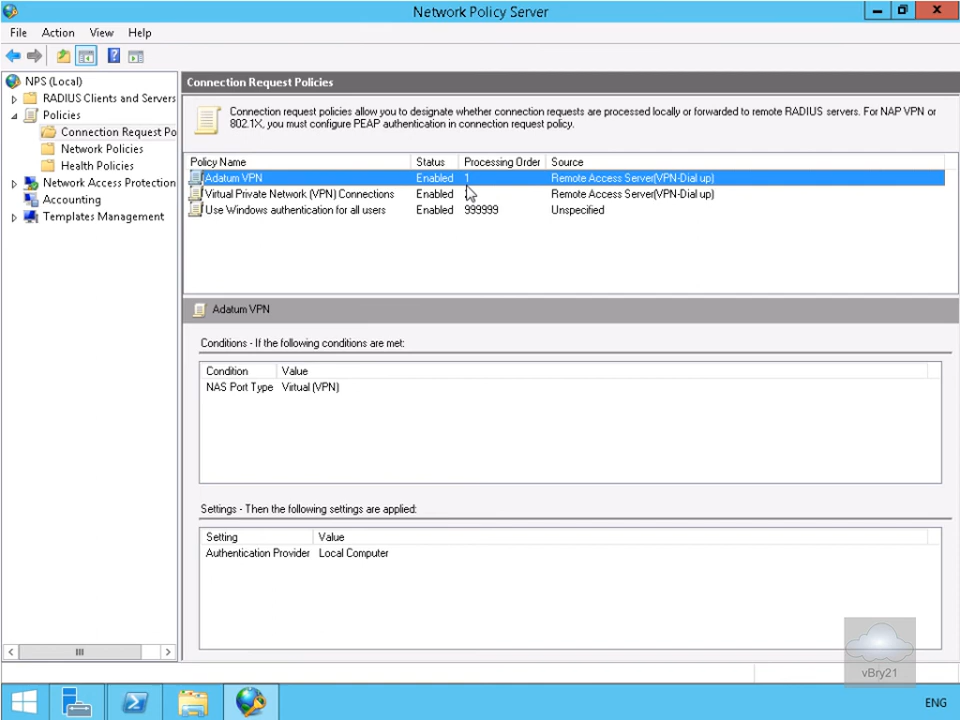 Network Policy Server
File Action View Help
NPS (Local)
RADIUS Clients and Servers
Policies
Connection Request Po
Network Policies
Health Policies
Network Access Protection
Accounting
Templates Management
Connection Request Policies
Connection request policies allow you to designate whether connection requests are processed locally or forwarded to remote RADIUS servers. For NAP VPN or
802.1X, you must configure PEAP authentication in connection request policy.
Policy Name Status Processing Order Source
Adatum VPN Enabled 1 Remote Access Server(VPN-Dial up)
Virtual Private Network (VPN) Connections Enabled Remote Access Server(VPN-Dial up)
Use Windows authentication for all users Enabled 999999 Unspecified
Adatum VPN
Conditions - If the following conditions are met:
Condition Value
NAS Port Type Virtual (VPN)
Settings - Then the following settings are applied:
Setting Value
Authentication Provider Local Computer
vBry21
ENG